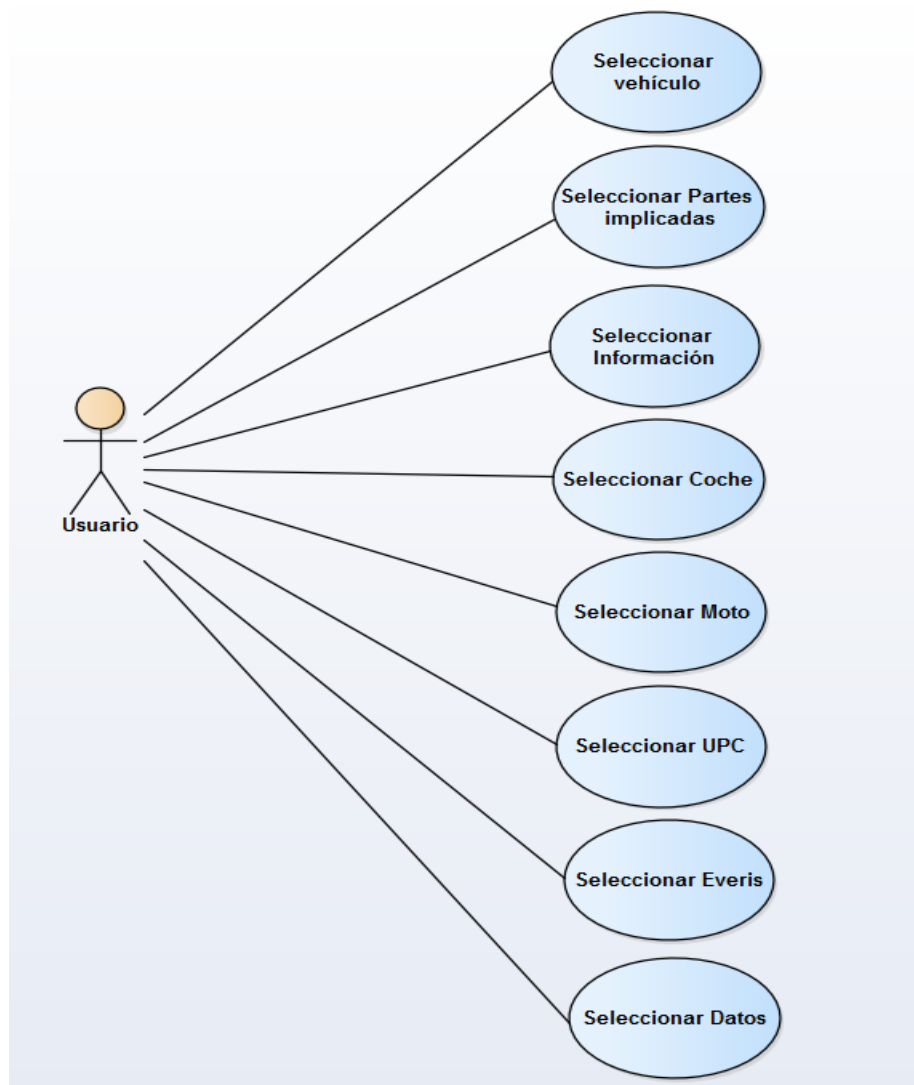 Seleccionar
vehículo
Seleccionar Partes
implicadas
Seleccionar
Información
Seleccionar Coche
Usuario
Seleccionar Moto
Seleccionar UPC
Seleccionar Everis
Seleccionar Datos